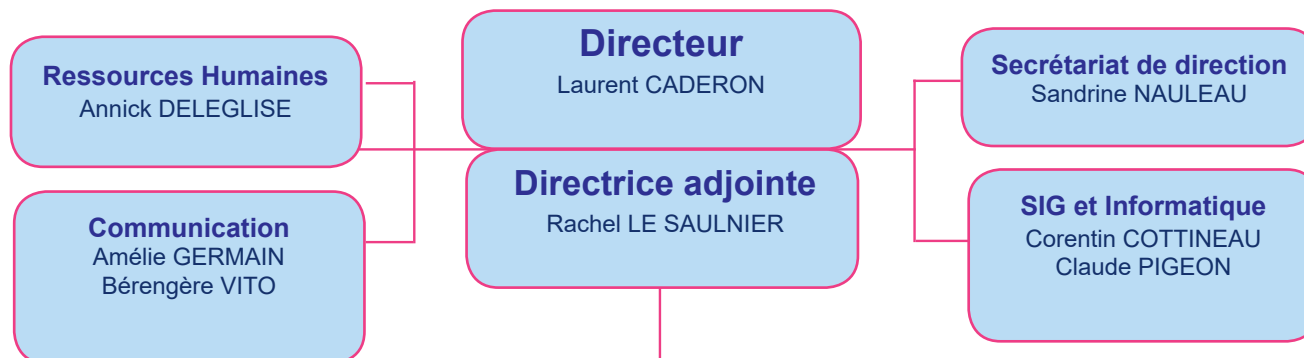 Directeur
Laurent CADERON
Directrice adjointe
Rachel LE SAULNIER
Ressources Humaines
Annick DELEGLISE
Communication
Amélie GERMAIN
Bérengère VITO
Secrétariat de direction
Sandrine NAULEAU
SIG et Informatique
Corentin COTTINEAU
Claude PIGEON